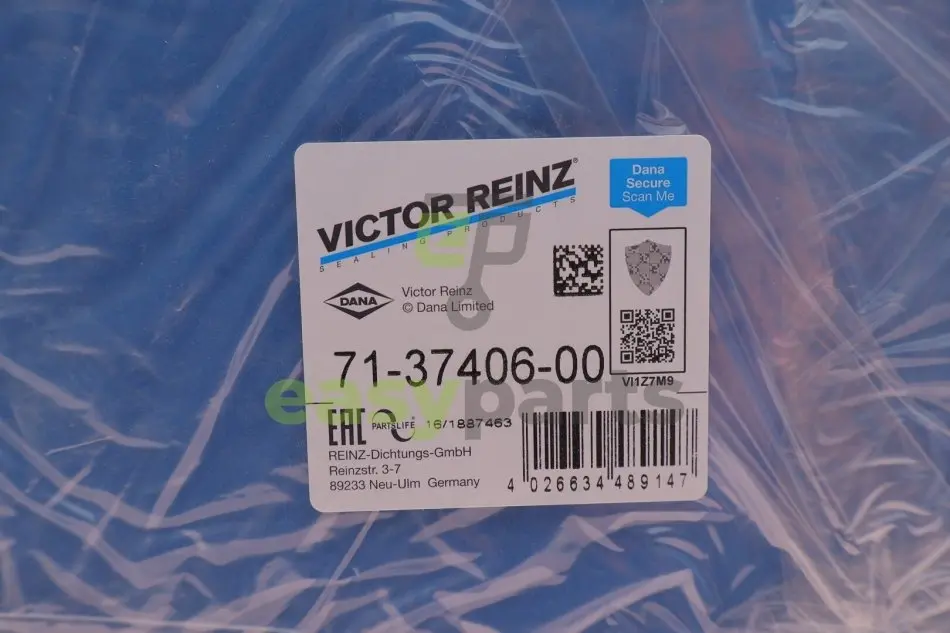 VICTOR REINZ®
SEALING PRODUCTS
Dana
Secure
Scan Me
DANA
Victor Reinz
© Dana Limited
71-37406-00
VI1Z7M9
EAC PARTSLIFE® 16/1887463
REINZ-Dichtungs-GmbH
Reinzstr. 3-7
89233 Neu-Ulm Germany
4 026634 489147
EP
easyparts